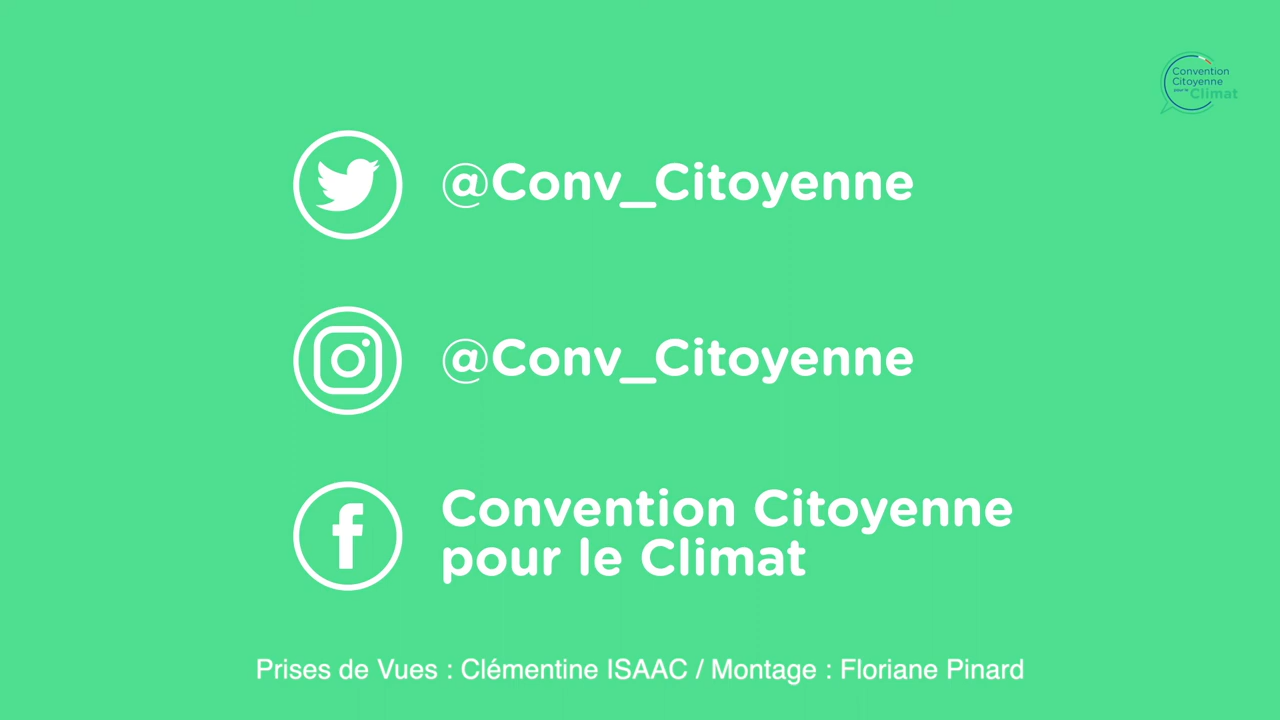 Convention
Citoyenne
pour le Climat
@Conv_Citoyenne
@Conv_Citoyenne
Convention Citoyenne
pour le Climat
Prises de Vues : Clémentine ISAAC / Montage : Floriane Pinard